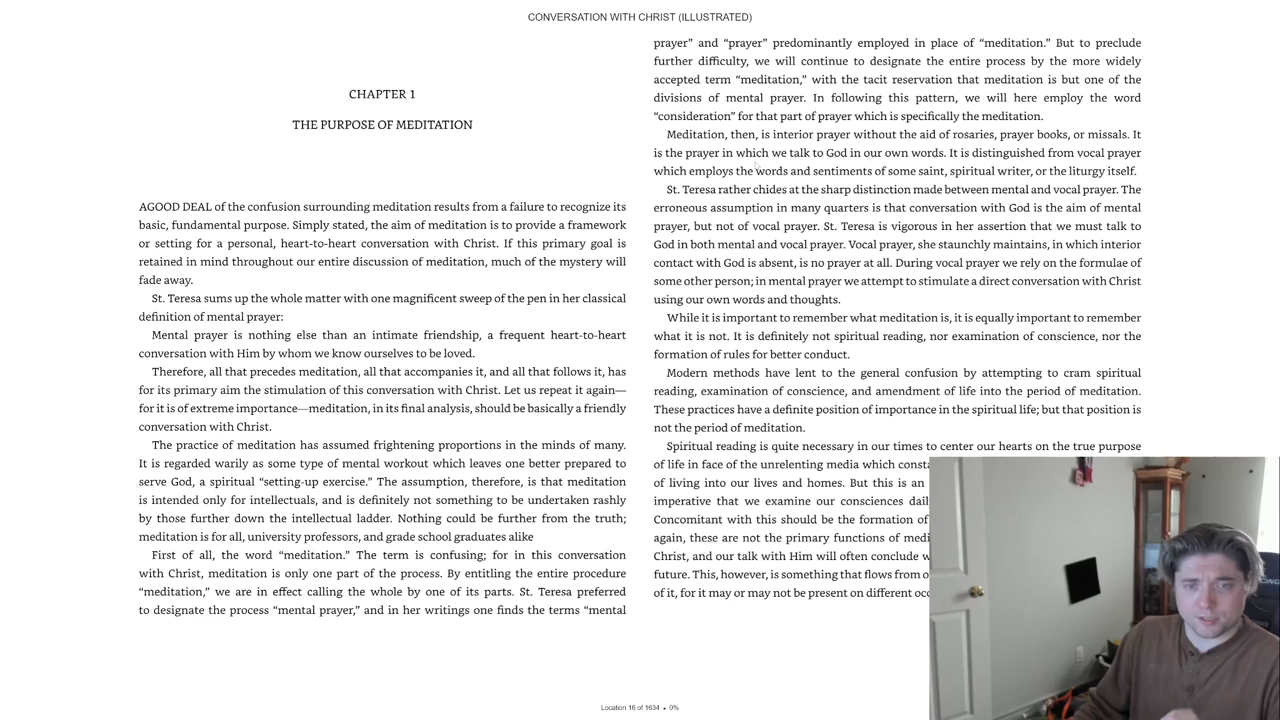 CONVERSATION WITH CHRIST (ILLUSTRATED)
CHAPTER 1
THE PURPOSE OF MEDITATION
AGOOD DEAL of the confusion surrounding meditation results from a failure to recognize its
basic, fundamental purpose. Simply stated, the aim of meditation is to provide a framework
or setting for a personal, heart-to-heart conversation with Christ. If this primary goal is
retained in mind throughout our entire discussion of meditation, much of the mystery will
fade away.
St. Teresa sums up the whole matter with one magnificent sweep of the pen in her classical
definition of mental prayer:
Mental prayer is nothing else than an intimate friendship, a frequent heart-to-heart
conversation with Him by whom we know ourselves to be loved.
Therefore, all that precedes meditation, all that accompanies it, and all that follows it, has
for its primary aim the stimulation of this conversation with Christ. Let us repeat it again—
for it is of extreme importance—meditation, in its final analysis, should be basically a friendly
conversation with Christ.
The practice of meditation has assumed frightening proportions in the minds of many.
It is regarded warily as some type of mental workout which leaves one better prepared to
serve God, a spiritual “setting-up exercise.” The assumption, therefore, is that meditation
is intended only for intellectuals, and is definitely not something to be undertaken rashly
by those further down the intellectual ladder. Nothing could be further from the truth;
meditation is for all, university professors, and grade school graduates alike
First of all, the word “meditation.” The term is confusing; for in this conversation
with Christ, meditation is only one part of the process. By entitling the entire procedure
“meditation,” we are in effect calling the whole by one of its parts. St. Teresa preferred
to designate the process “mental prayer,” and in her writings one finds the terms “mental
prayer” and “prayer” predominantly employed in place of “meditation.” But to preclude
further difficulty, we will continue to designate the entire process by the more widely
accepted term “meditation,” with the tacit reservation that meditation is but one of the
divisions of mental prayer. In following this pattern, we will here employ the word
“consideration” for that part of prayer which is specifically the meditation.
Meditation, then, is interior prayer without the aid of rosaries, prayer books, or missals. It
is the prayer in which we talk to God in our own words. It is distinguished from vocal prayer
which employs the words and sentiments of some saint, spiritual writer, or the liturgy itself.
St. Teresa rather chides at the sharp distinction made between mental and vocal prayer. The
erroneous assumption in many quarters is that conversation with God is the aim of mental
prayer, but not of vocal prayer. St. Teresa is vigorous in her assertion that we must talk to
God in both mental and vocal prayer. Vocal prayer, she staunchly maintains, in which interior
contact with God is absent, is no prayer at all. During vocal prayer we rely on the formulae of
some other person; in mental prayer we attempt to stimulate a direct conversation with Christ
using our own words and thoughts.
While it is important to remember what meditation is, it is equally important to remember
what it is not. It is definitely not spiritual reading, nor examination of conscience, nor the
formation of rules for better conduct.
Modern methods have lent to the general confusion by attempting to cram spiritual
reading, examination of conscience, and amendment of life into the period of meditation.
These practices have a definite position of importance in the spiritual life; but that position is
not the period of meditation.
Spiritual reading is quite necessary in our times to center our hearts on the true purpose
of life in face of the unrelenting media which
of living into our lives and homes. But this is an
imperative that we examine our consciences
Concomitant with this should be the formation of
again, these are not the primary functions of
Christ, and our talk with Him will often conclude
future. This, however, is something that flows from
of it, for it may or may not be present on different
Location 16 of 1634 • 0%